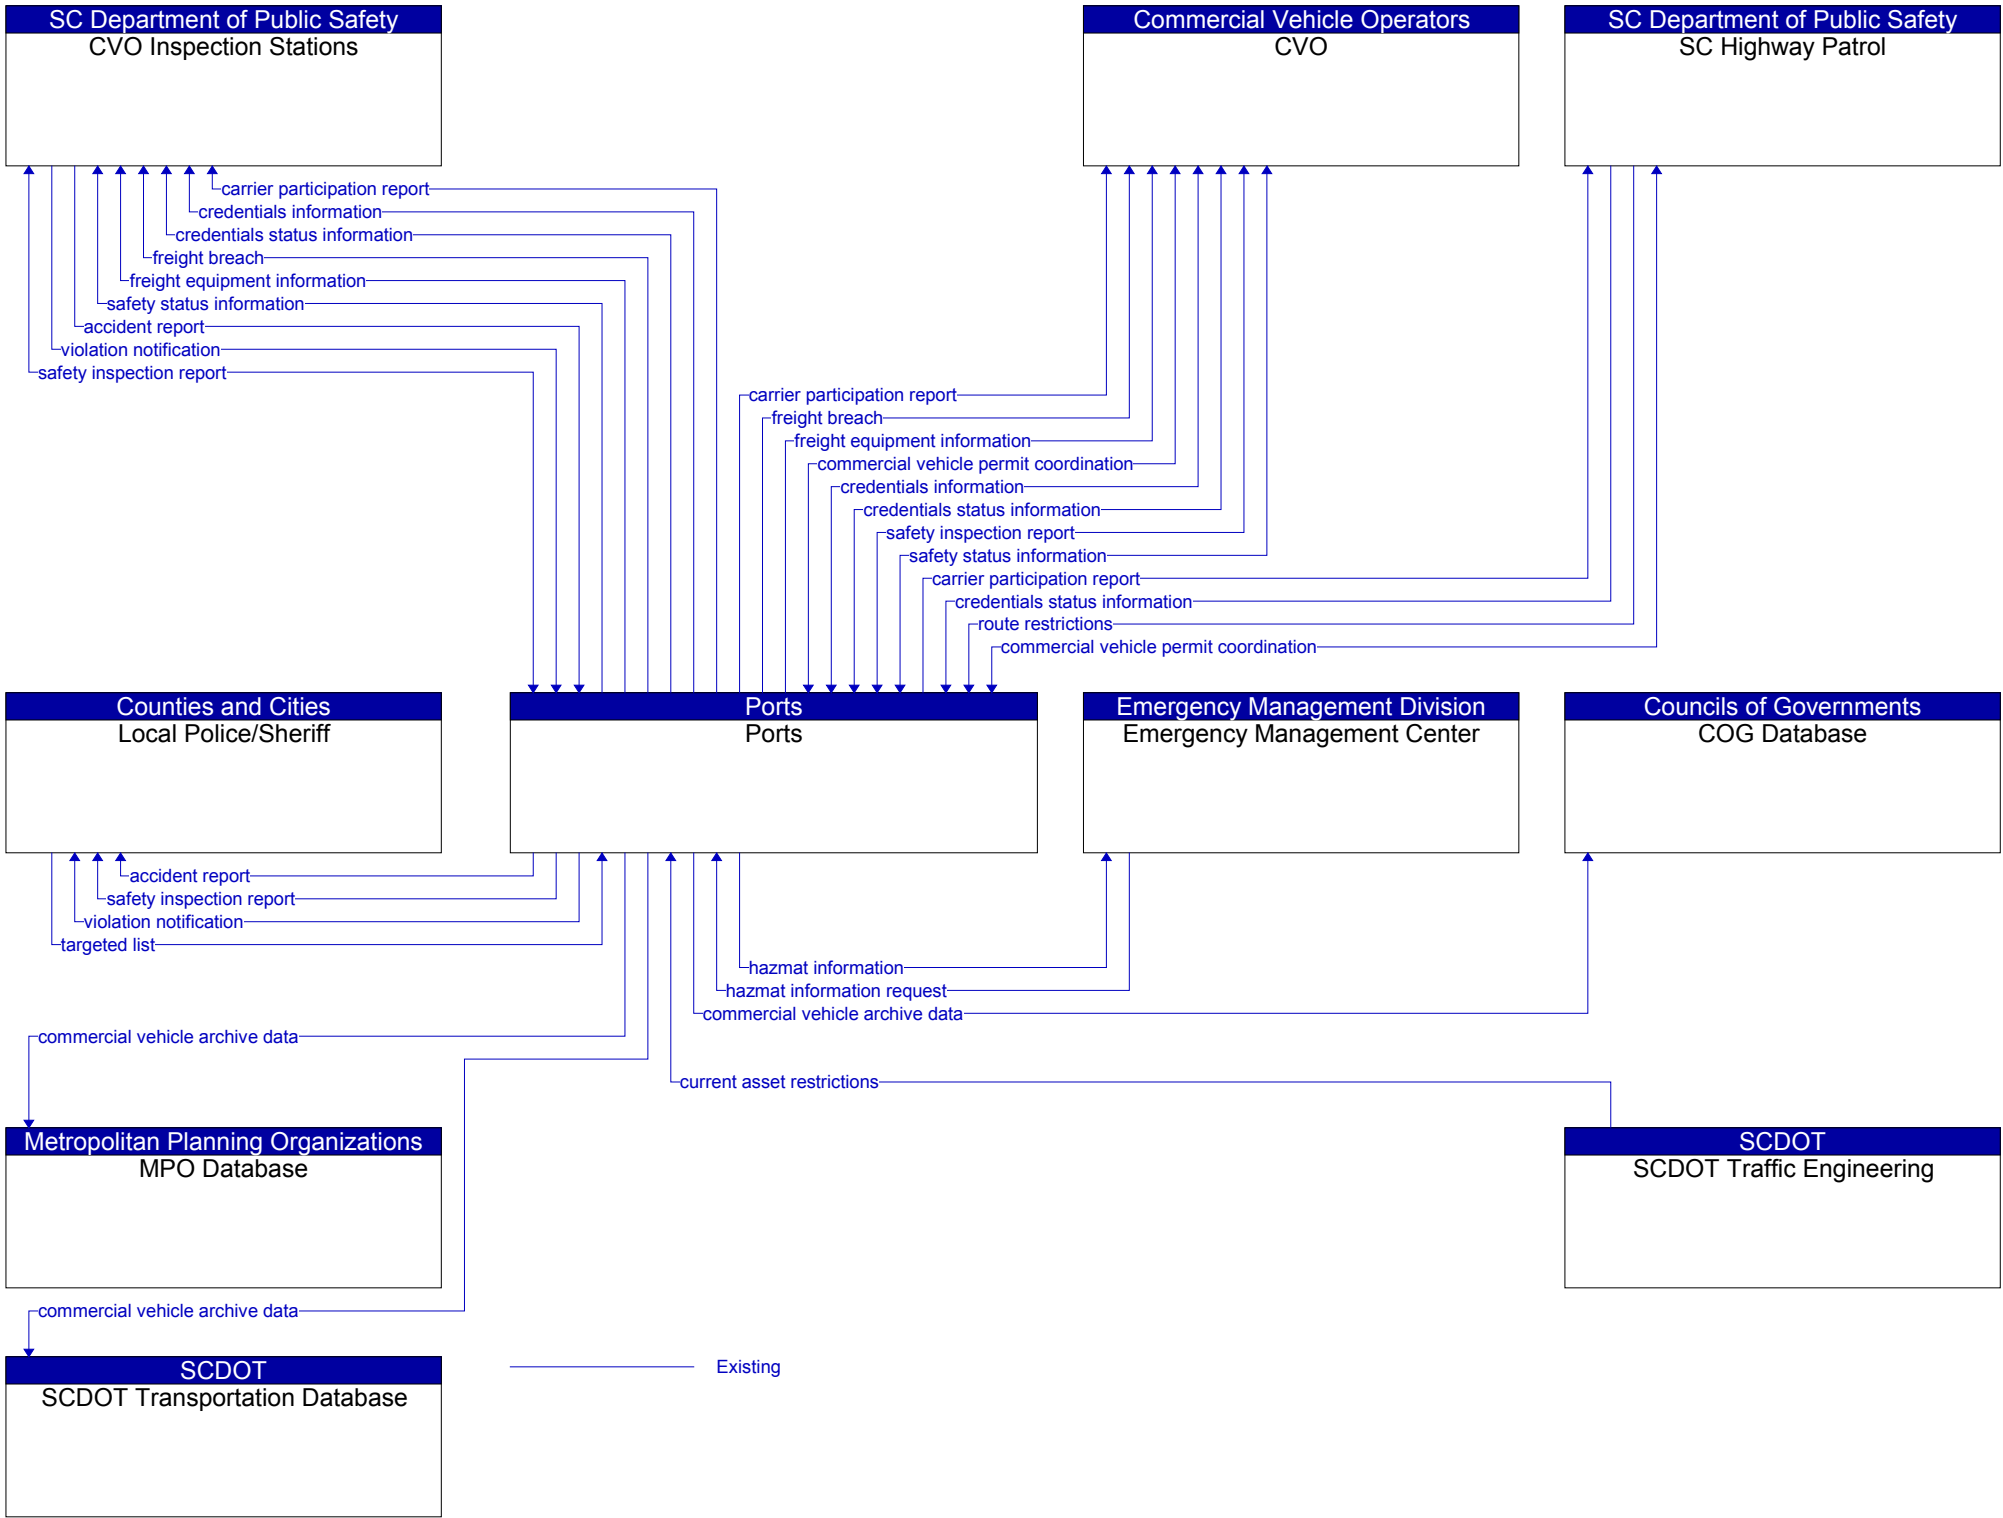 SC Department of Public Safety
CVO Inspection Stations
Commercial Vehicle Operators
CVO
SC Department of Public Safety
SC Highway Patrol
carrier participation report
credentials information
credentials status information
freight breach
freight equipment information
safety status information
accident report
violation notification
safety inspection report
carrier participation report
freight breach
freight equipment information
commercial vehicle permit coordination
credentials information
credentials status information
safety inspection report
safety status information
carrier participation report
credentials status information
route restrictions
commercial vehicle permit coordination
Counties and Cities
Local Police/Sheriff
Ports
Ports
Emergency Management Division
Emergency Management Center
Councils of Governments
COG Database
accident report
safety inspection report
violation notification
targeted list
hazmat information
hazmat information request
commercial vehicle archive data
commercial vehicle archive data
current asset restrictions
Metropolitan Planning Organizations
MPO Database
SCDOT
SCDOT Traffic Engineering
commercial vehicle archive data
SCDOT
SCDOT Transportation Database
Existing